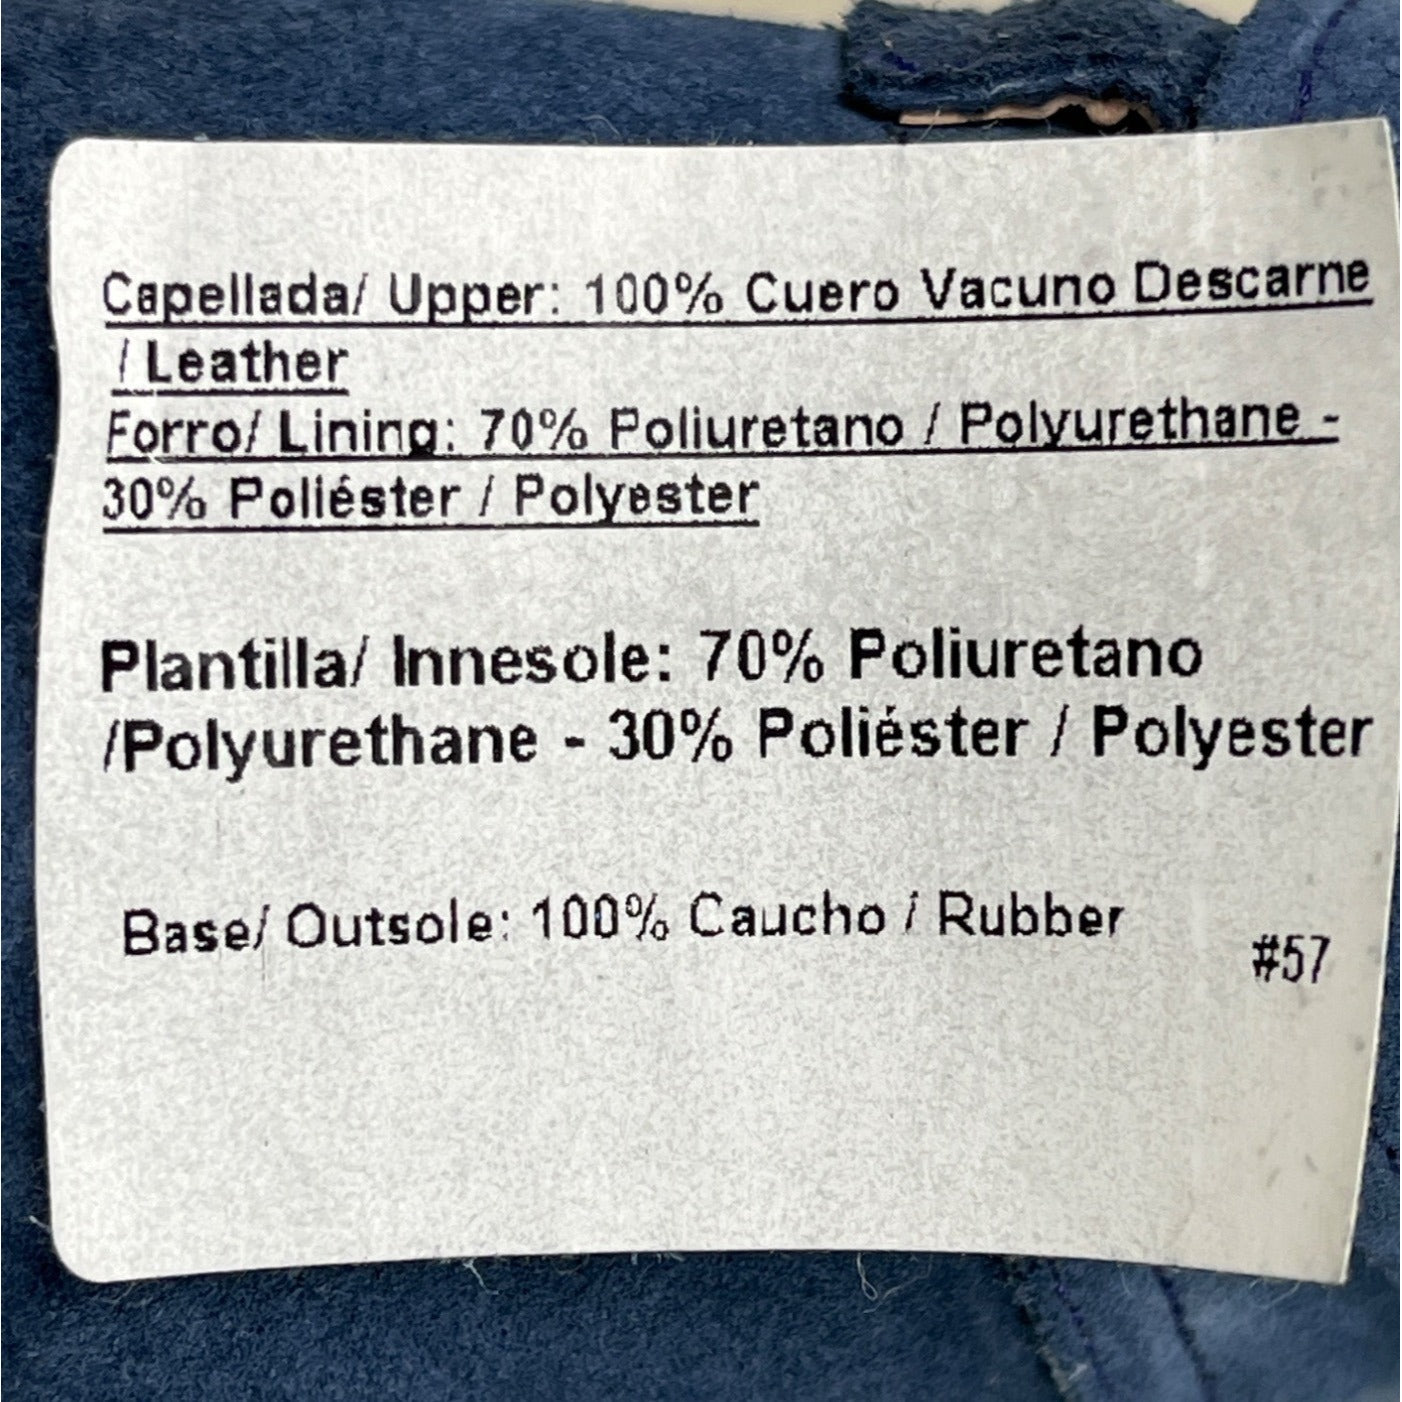 Capellada/ Upper: 100% Cuero Vacuno Descarne
/ Leather
Forro/ Lining: 70% Poliuretano / Polyurethane -
30% Poliéster / Polyester
Plantilla/ Innesole: 70% Poliuretano
/Polyurethane - 30% Poliéster / Polyester
Base/ Outsole: 100% Caucho / Rubber
#57